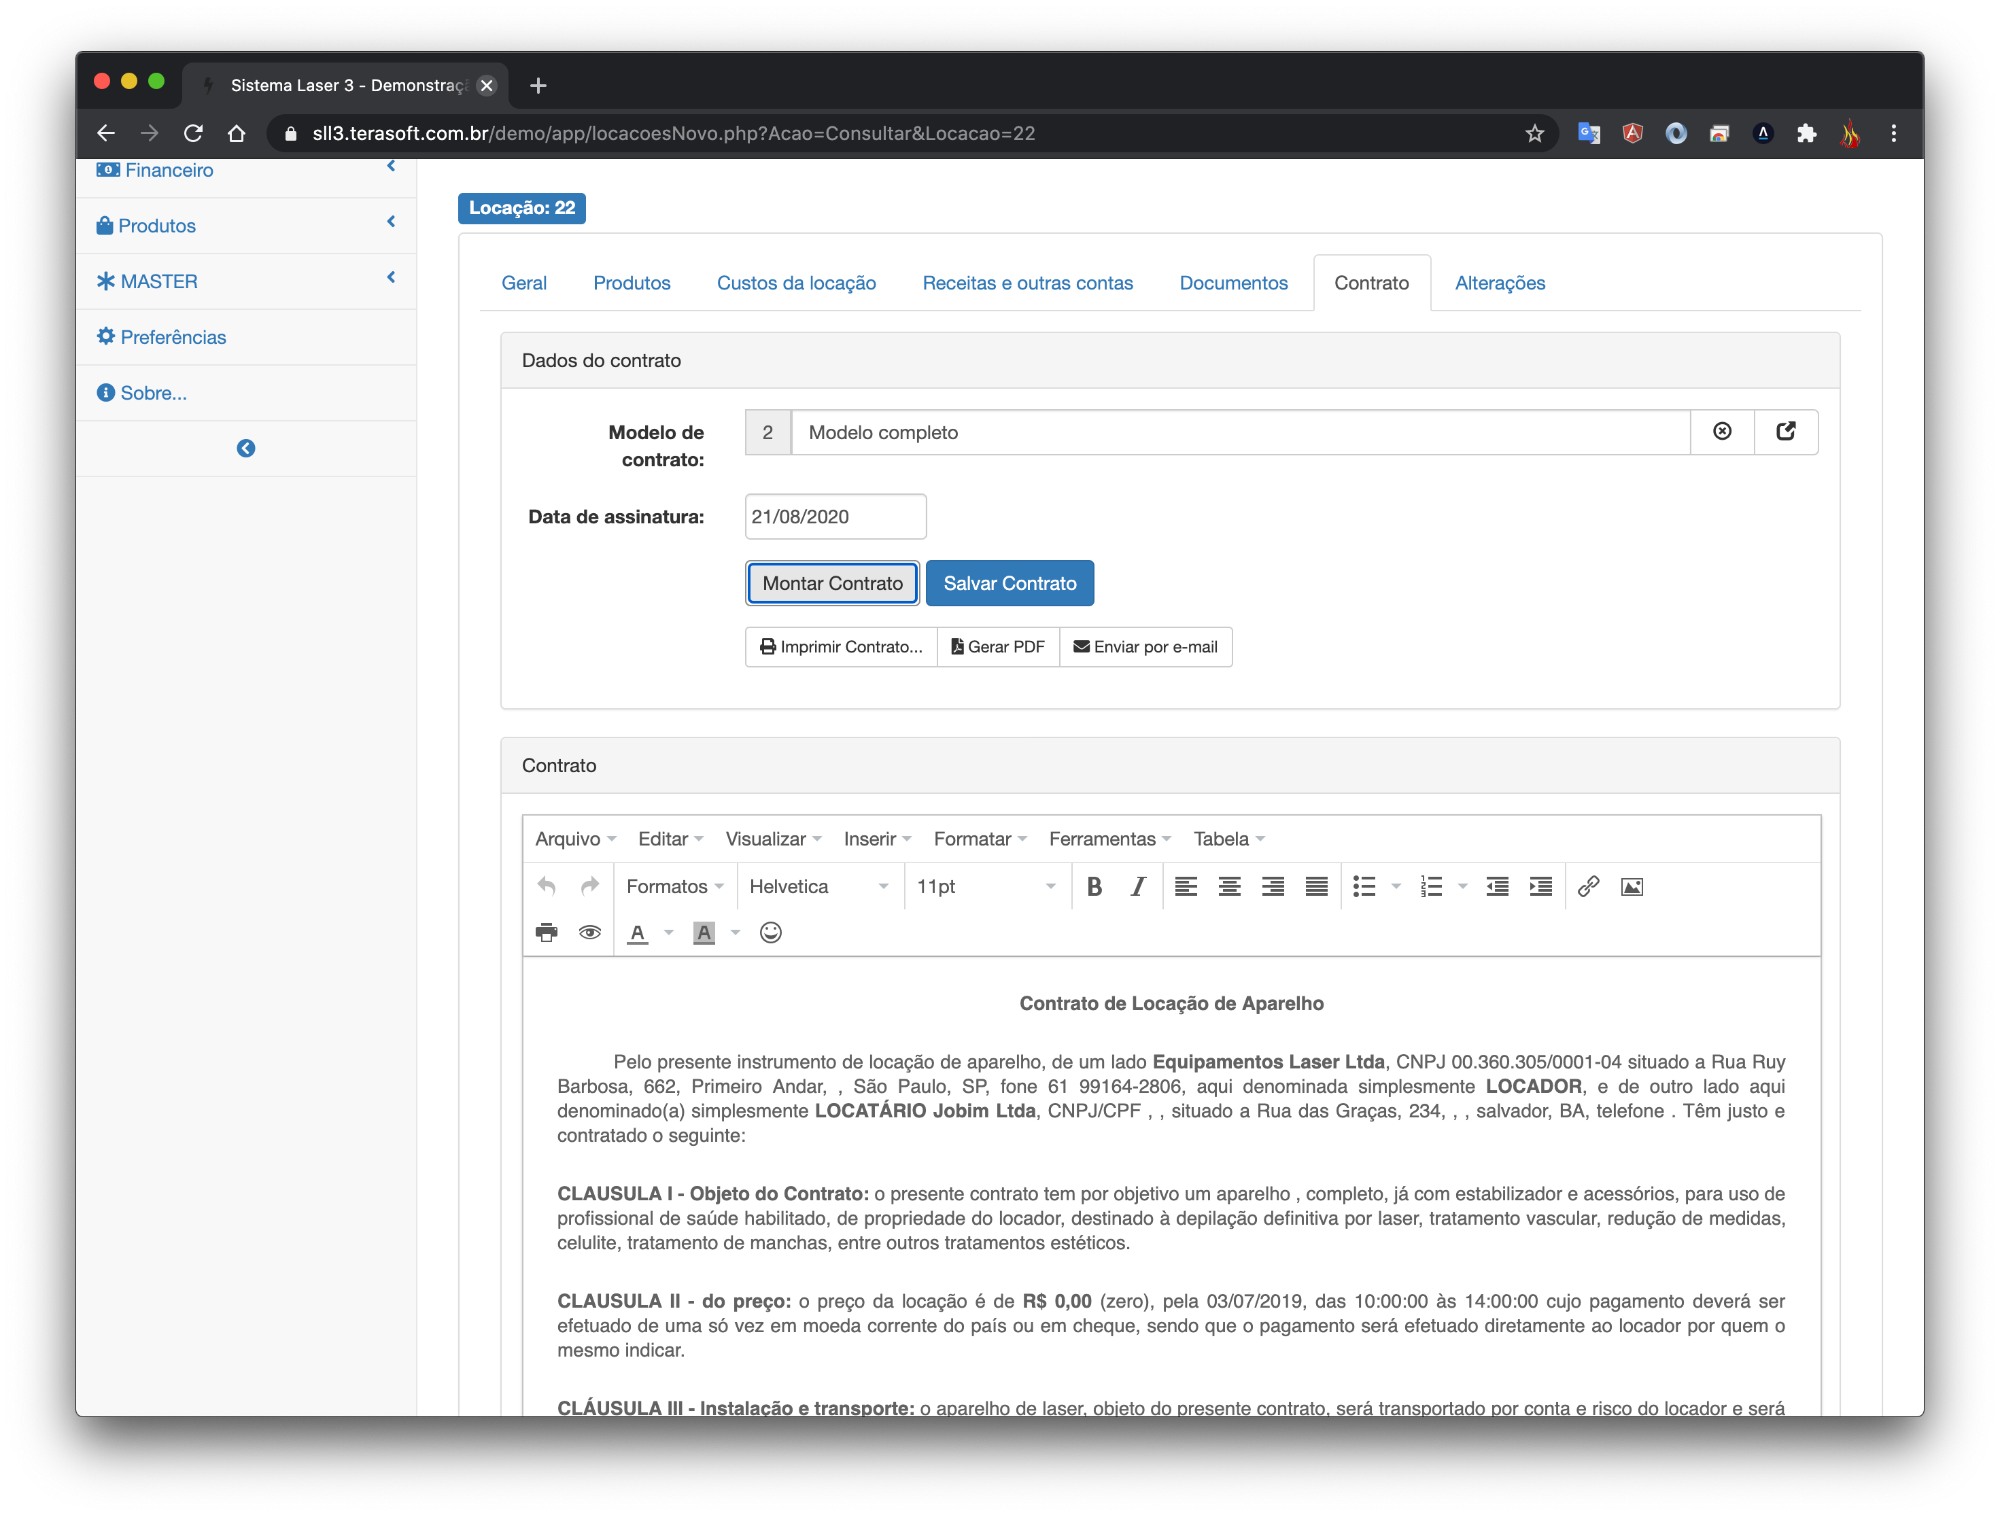 Sistema Laser 3 - Demonstraçã
sll3.terasoft.com.br/demo/app/locacoesNovo.php?Acao=Consultar&Locacao=22
Financeiro
Produtos
MASTER
Preferências
Sobre...
Locação: 22
Geral
Produtos
Custos da locação
Receitas e outras contas
Documentos
Contrato
Alterações
Dados do contrato
Modelo de
contrato:
2
Modelo completo
Data de assinatura:
21/08/2020
Montar Contrato
Salvar Contrato
Imprimir Contrato...
Gerar PDF
Enviar por e-mail
Contrato
Arquivo
Editar
Visualizar
Inserir
Formatar
Ferramentas
Tabela
Formatos
Helvetica
11pt
Contrato de Locação de Aparelho
Pelo presente instrumento de locação de aparelho, de um lado Equipamentos Laser Ltda, CNPJ 00.360.305/0001-04 situado a Rua Ruy
Barbosa, 662, Primeiro Andar, , São Paulo, SP, fone 61 99164-2806, aqui denominada simplesmente LOCADOR, e de outro lado aqui
denominado(a) simplesmente LOCATÁRIO Jobim Ltda, CNPJ/CPF , , situado a Rua das Graças, 234, , , salvador, BA, telefone . Têm justo e
contratado o seguinte:
CLAUSULA I - Objeto do Contrato: o presente contrato tem por objetivo um aparelho , completo, já com estabilizador e acessórios, para uso de
profissional de saúde habilitado, de propriedade do locador, destinado à depilação definitiva por laser, tratamento vascular, redução de medidas,
celulite, tratamento de manchas, entre outros tratamentos estéticos.
CLAUSULA II - do preço: o preço da locação é de R$ 0,00 (zero), pela 03/07/2019, das 10:00:00 às 14:00:00 cujo pagamento deverá ser
efetuado de uma só vez em moeda corrente do país ou em cheque, sendo que o pagamento será efetuado diretamente ao locador por quem o
mesmo indicar.
CLÁUSULA III - Instalação e transporte: o aparelho de laser, objeto do presente contrato, será transportado por conta e risco do locador e será